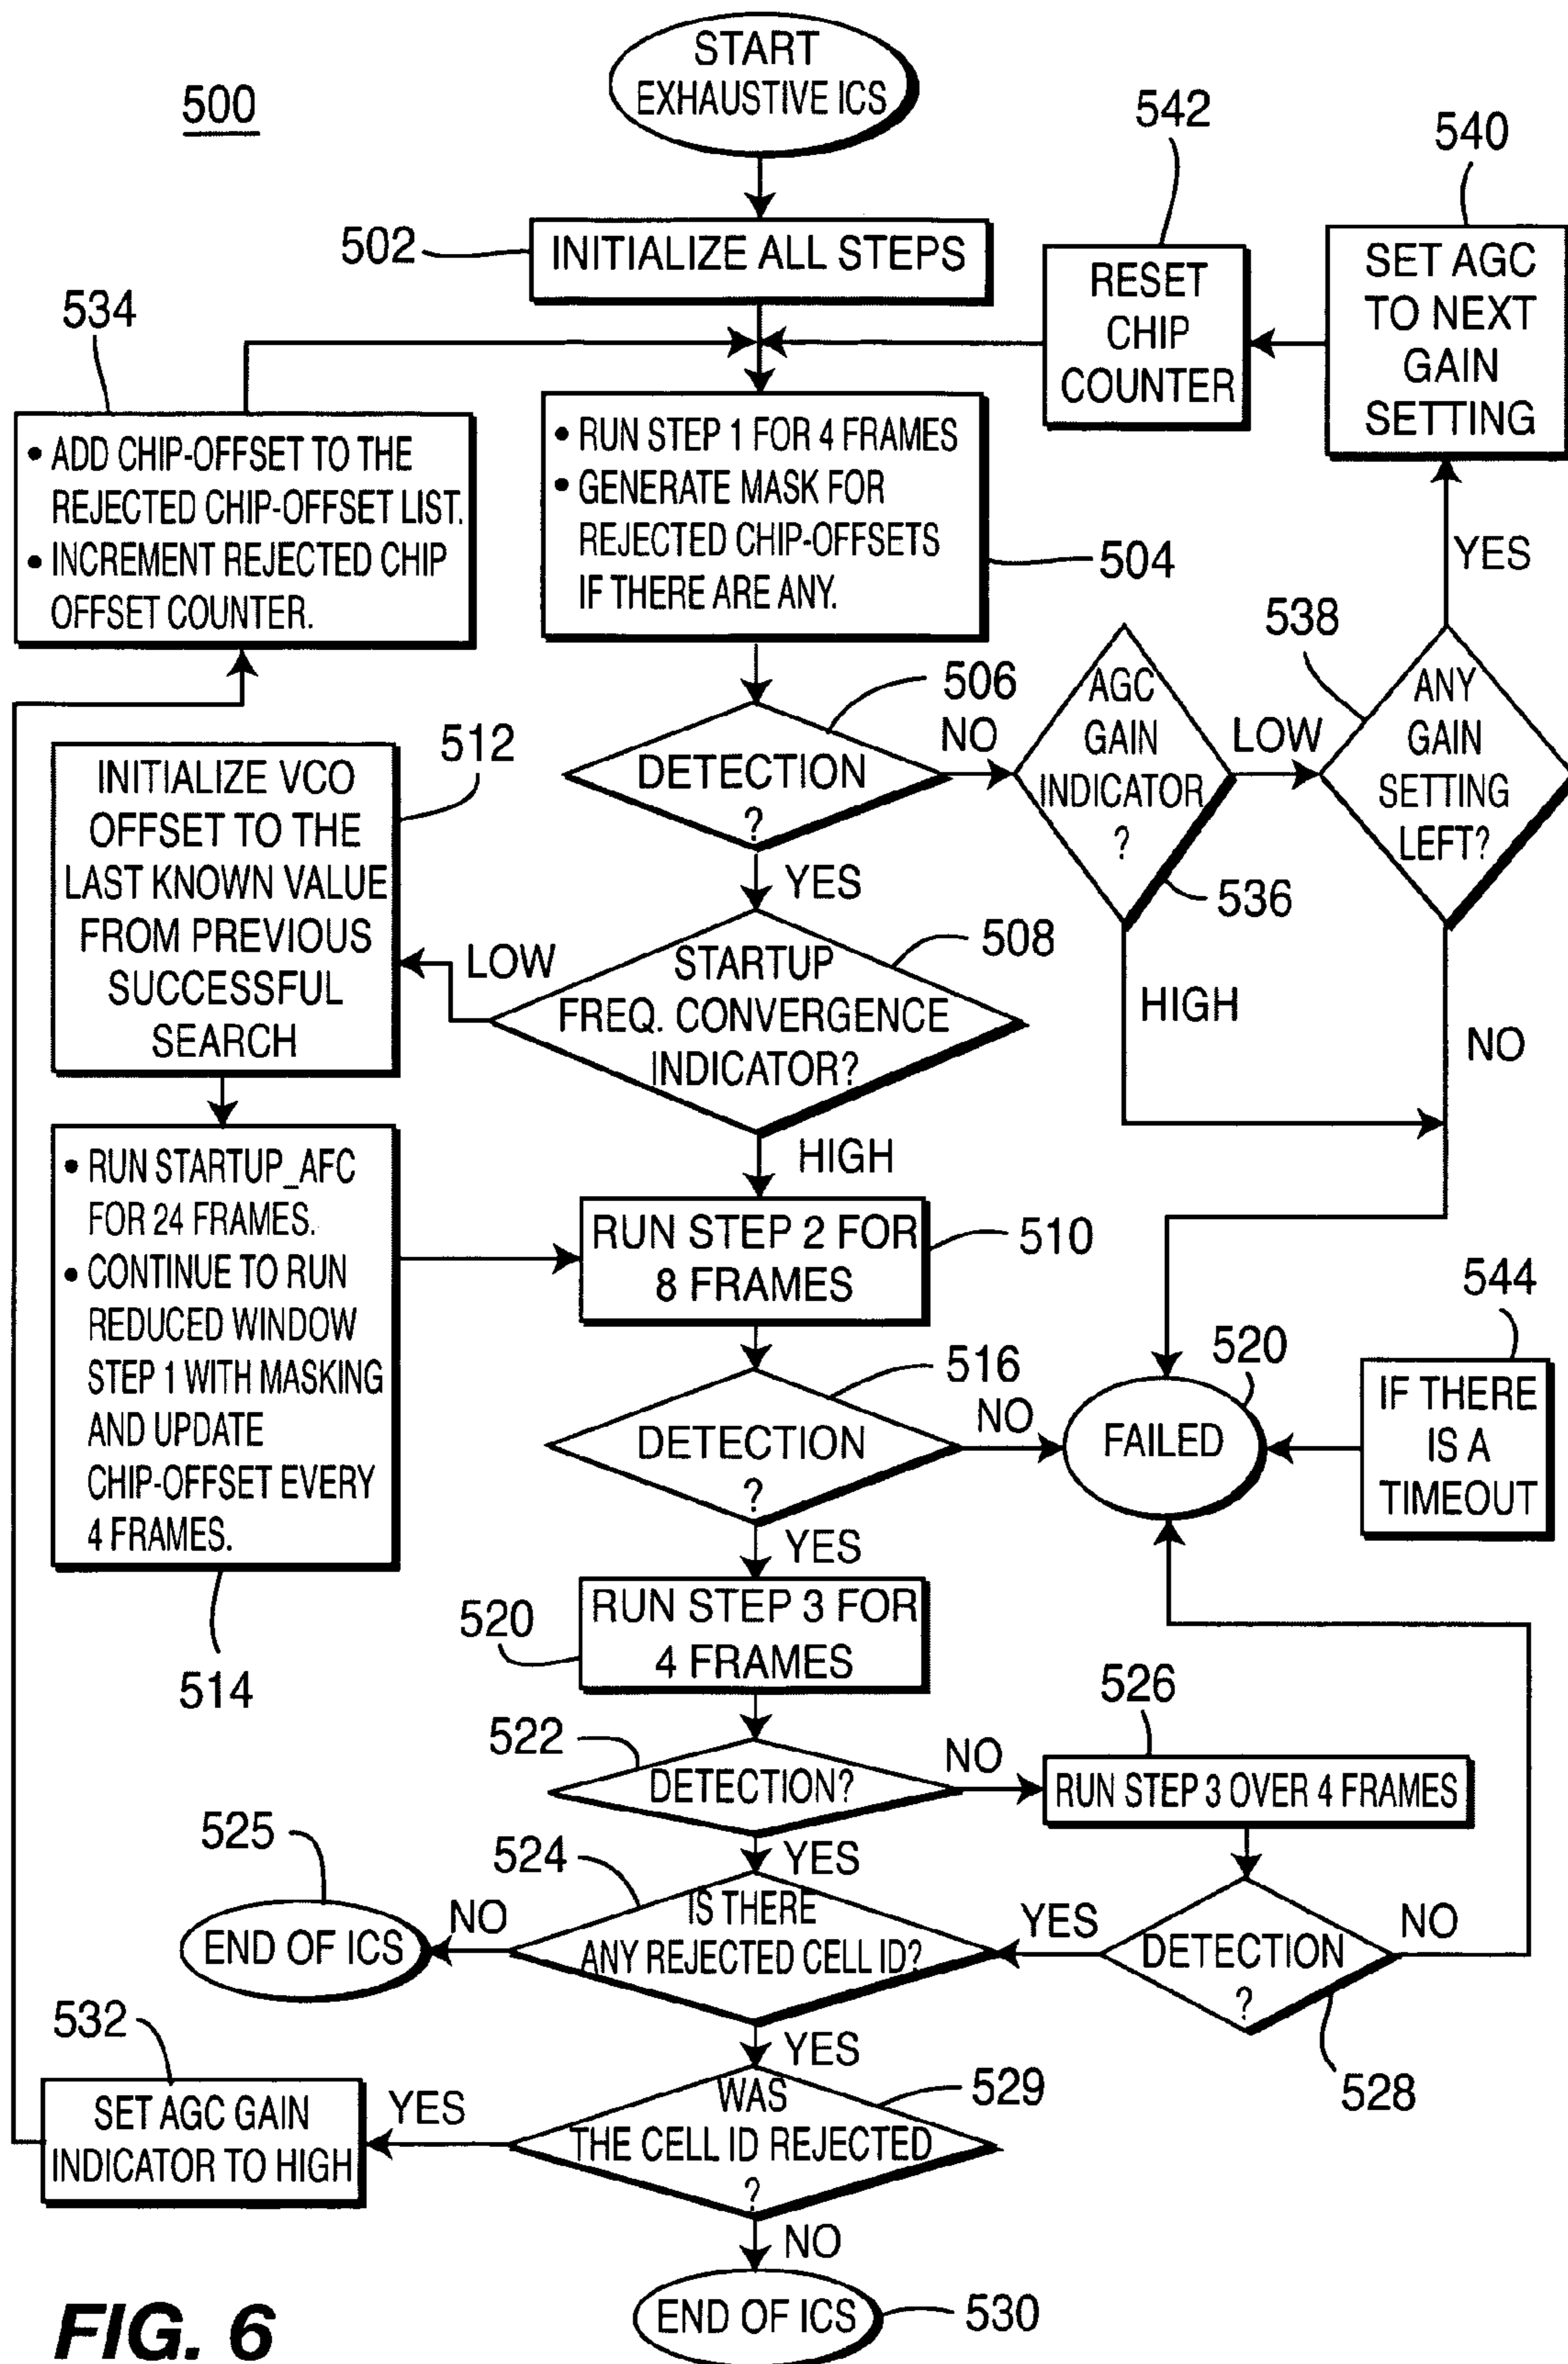 500
START
EXHAUSTIVE ICS
502
INITIALIZE ALL STEPS
542
RESET
CHIP
COUNTER
540
SET AGC
TO NEXT
GAIN
SETTING
534
• ADD CHIP-OFFSET TO THE
REJECTED CHIP-OFFSET LIST.
• INCREMENT REJECTED CHIP
OFFSET COUNTER.
• RUN STEP 1 FOR 4 FRAMES
• GENERATE MASK FOR
REJECTED CHIP-OFFSETS
IF THERE ARE ANY.
504
YES
506
DETECTION
?
NO
AGC
GAIN
INDICATOR
?
536
LOW
538
ANY
GAIN
SETTING
LEFT?
HIGH
NO
YES
512
INITIALIZE VCO
OFFSET TO THE
LAST KNOWN VALUE
FROM PREVIOUS
SUCCESSFUL
SEARCH
LOW
STARTUP
FREQ. CONVERGENCE
INDICATOR?
508
HIGH
• RUN STARTUP_AFC
FOR 24 FRAMES.
• CONTINUE TO RUN
REDUCED WINDOW
STEP 1 WITH MASKING
AND UPDATE
CHIP-OFFSET EVERY
4 FRAMES.
514
RUN STEP 2 FOR
8 FRAMES
510
516
DETECTION
?
NO
520
FAILED
544
IF THERE
IS A
TIMEOUT
YES
520
RUN STEP 3 FOR
4 FRAMES
522
DETECTION?
NO
526
RUN STEP 3 OVER 4 FRAMES
YES
525
END OF ICS
NO
524
IS THERE
ANY REJECTED CELL ID?
YES
DETECTION
?
NO
528
YES
532
SET AGC GAIN
INDICATOR TO HIGH
YES
WAS
THE CELL ID REJECTED
?
529
NO
END OF ICS
530
FIG. 6